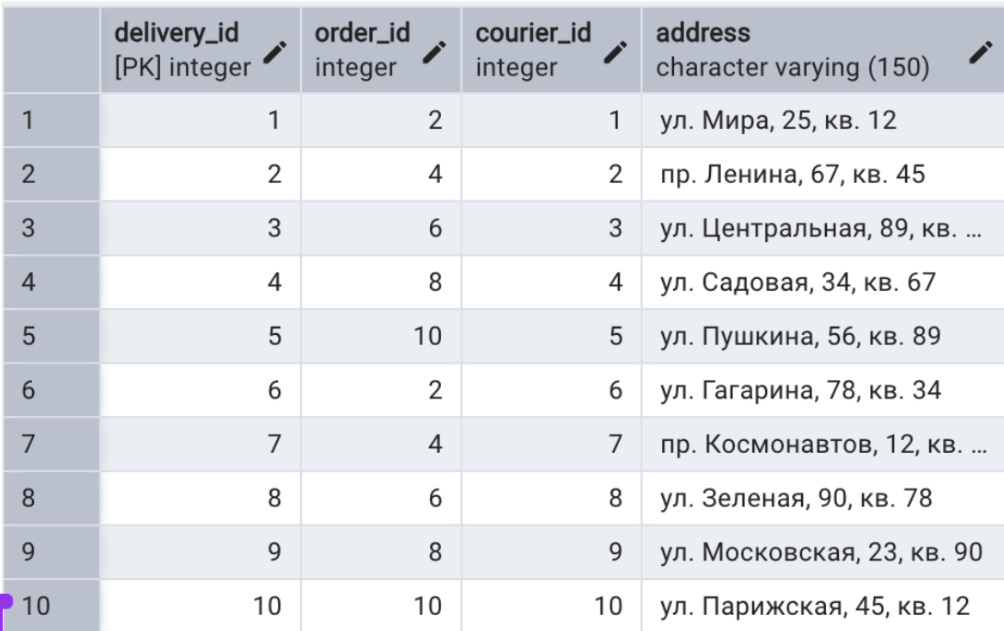 delivery_id order_id courier_id address
[PK] integer integer integer character varying (150)
1 1 2 1 ул. Мира, 25, кв. 12
2 2 4 2 пр. Ленина, 67, кв. 45
3 3 6 3 ул. Центральная, 89, кв. ...
4 4 8 4 ул. Садовая, 34, кв. 67
5 5 10 5 ул. Пушкина, 56, кв. 89
6 6 2 6 ул. Гагарина, 78, кв. 34
7 7 4 7 пр. Космонавтов, 12, кв. ...
8 8 6 8 ул. Зеленая, 90, кв. 78
9 9 8 9 ул. Московская, 23, кв. 90
10 10 10 10 ул. Парижская, 45, кв. 12